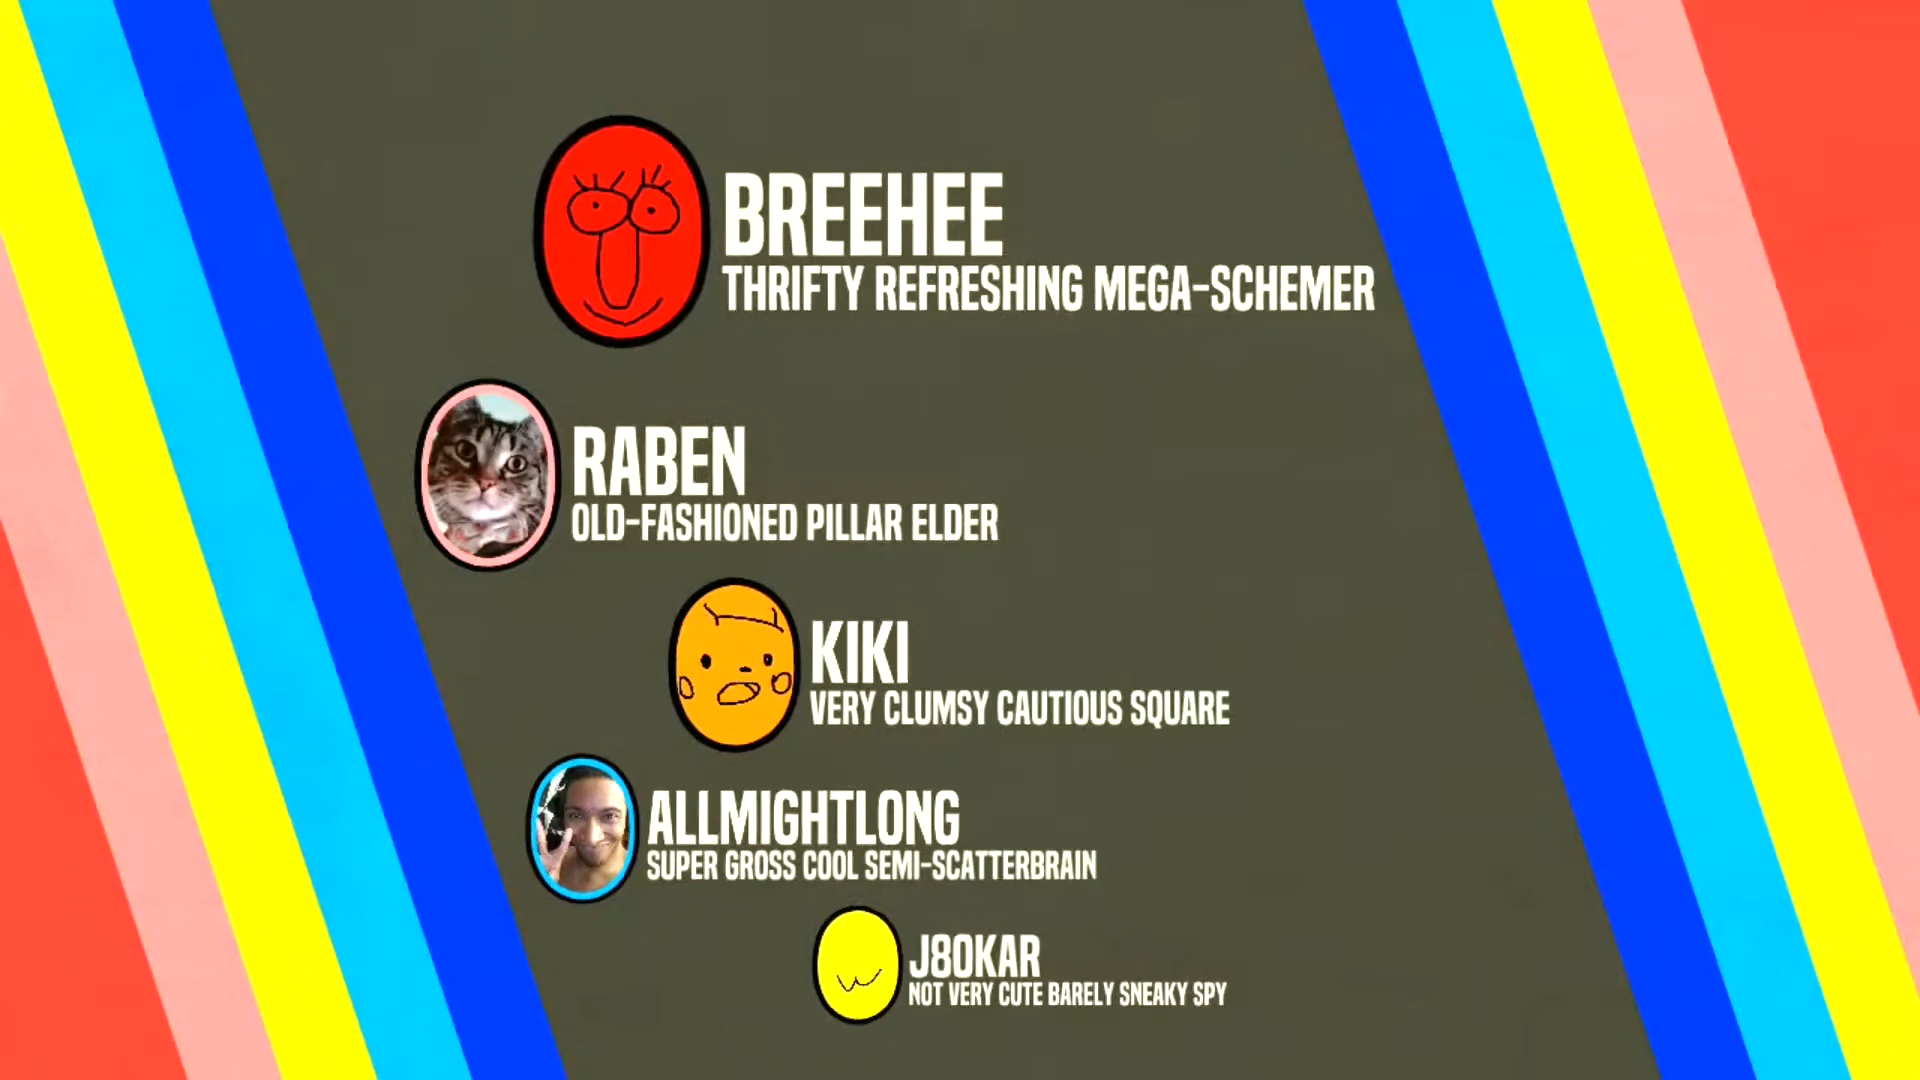 BREEHEE
THRIFTY REFRESHING MEGA-SCHEMER
RABEN
OLD-FASHIONED PILLAR ELDER
KIKI
VERY CLUMSY CAUTIOUS SQUARE
ALLMIGHTLONG
SUPER GROSS COOL SEMI-SCATTERBRAIN
J80KAR
NOT VERY CUTE BARELY SNEAKY SPY